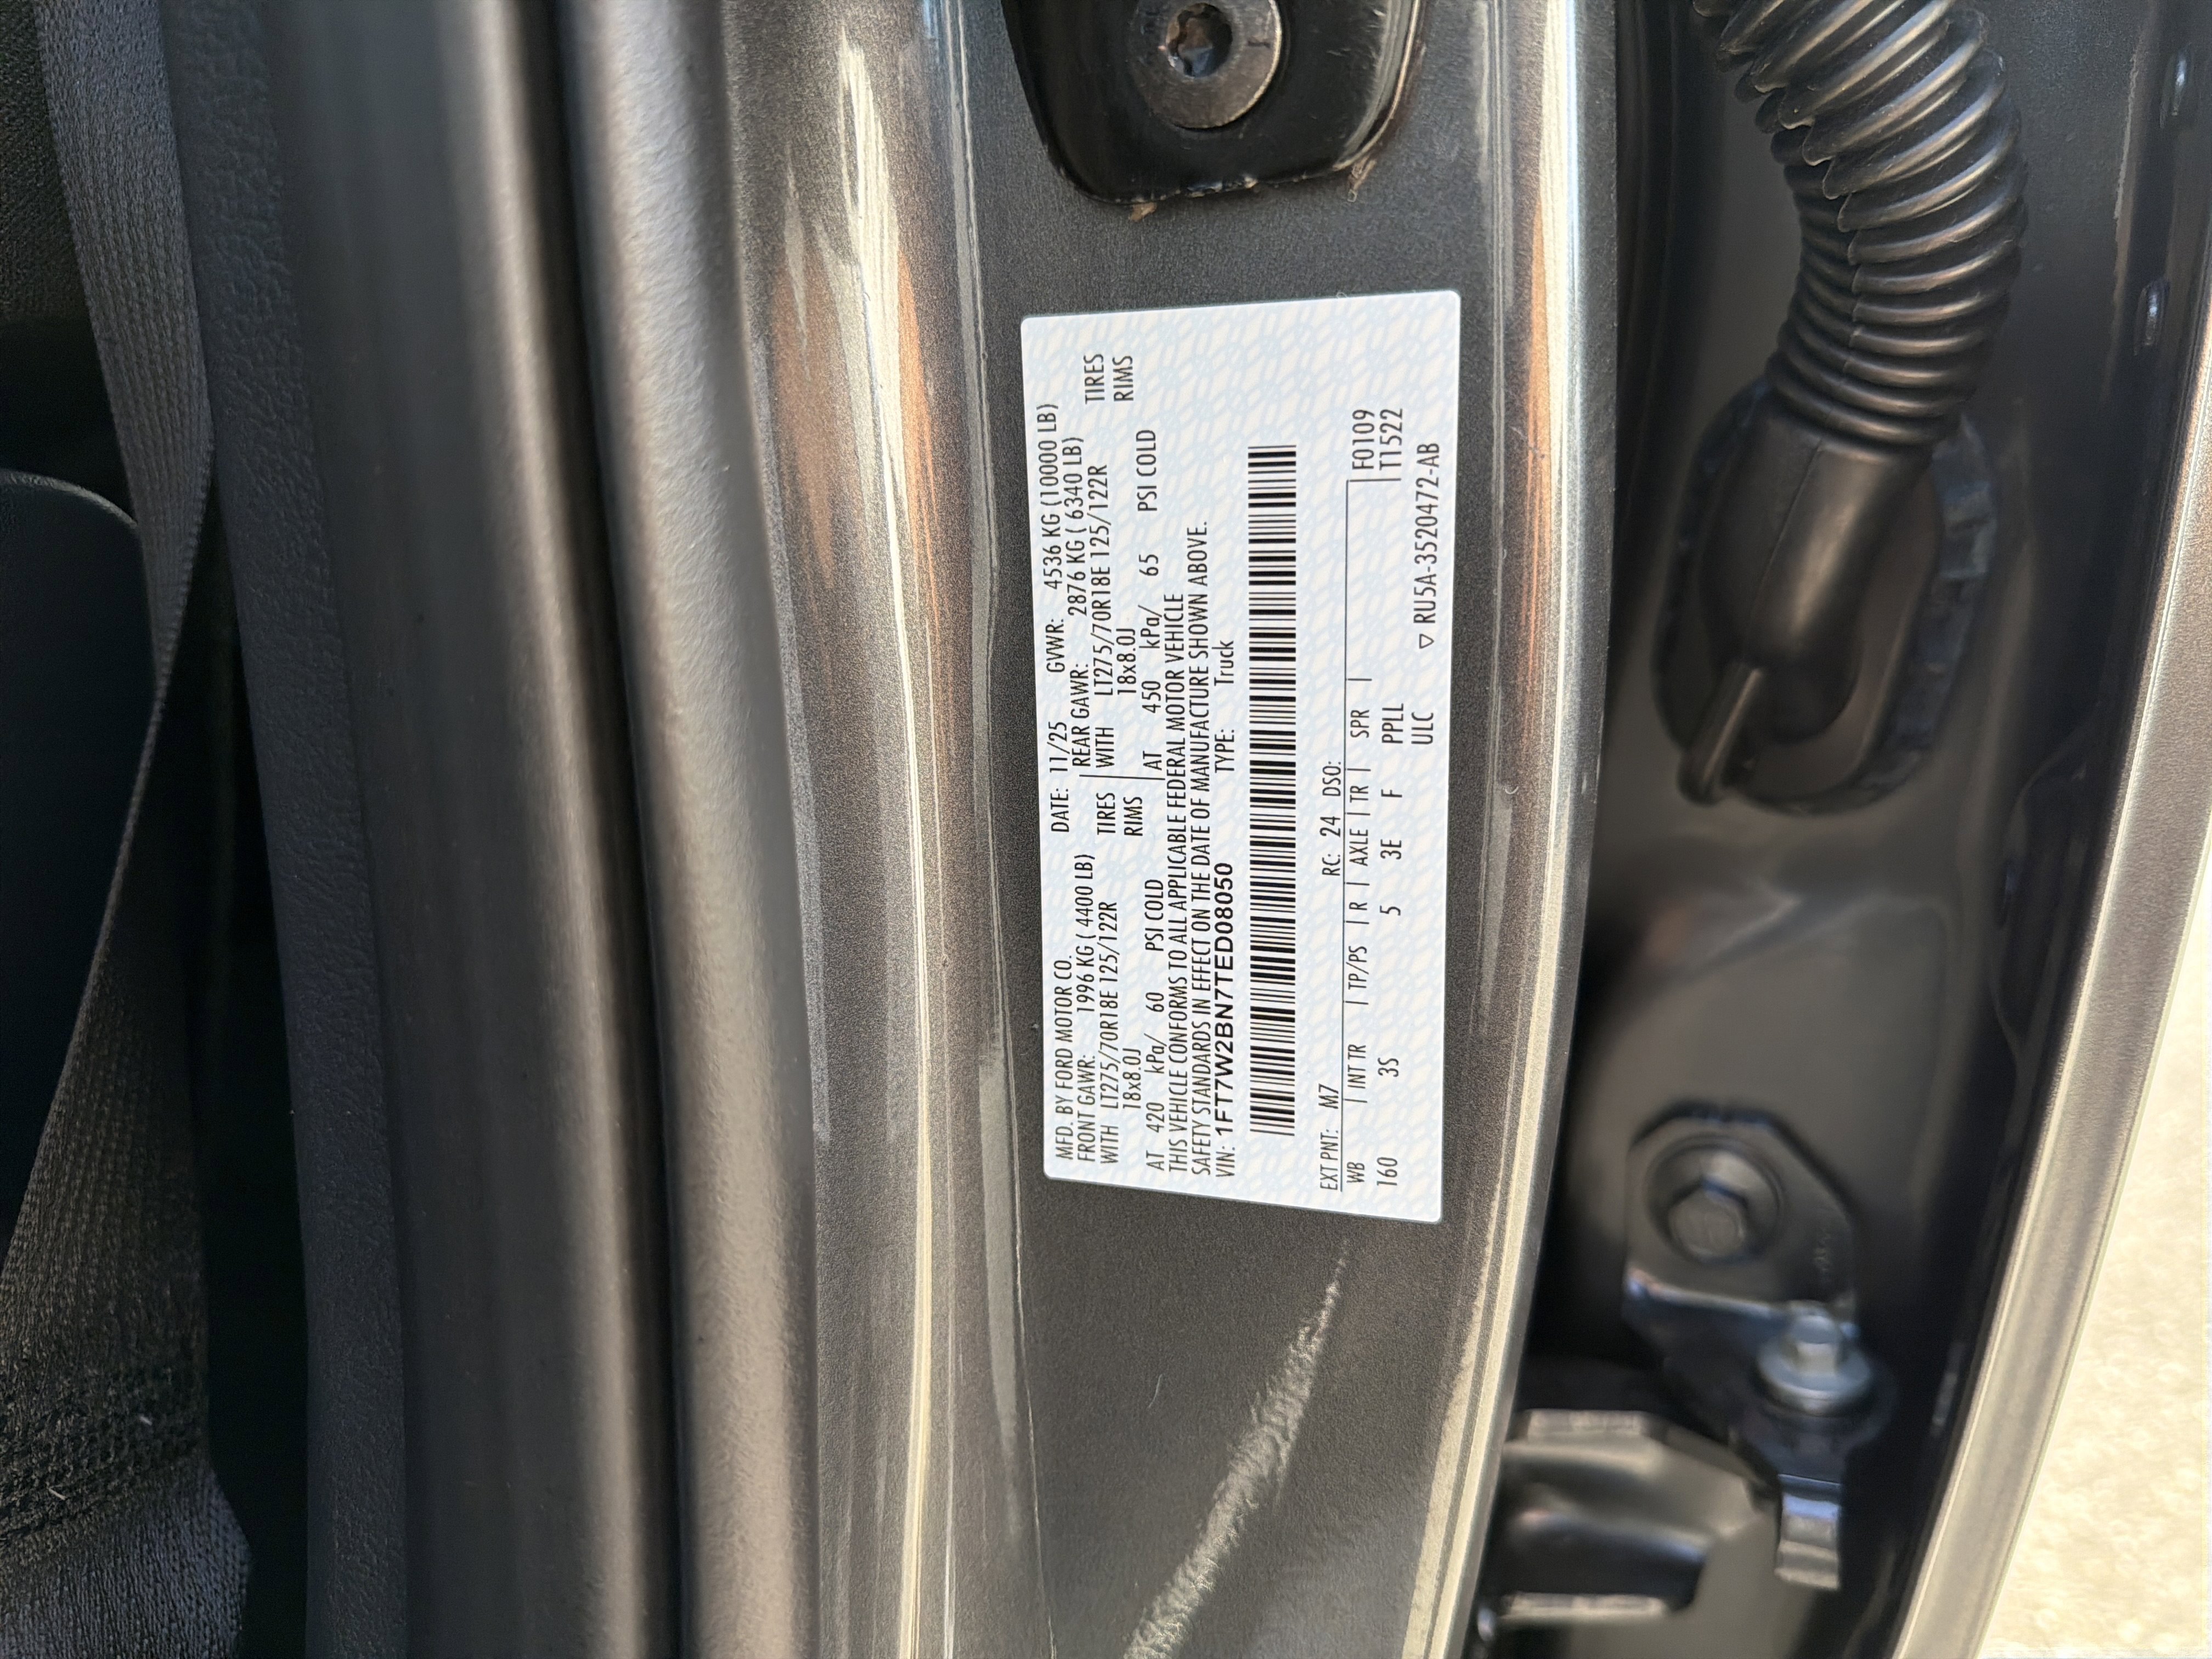 MFD. BY FORD MOTOR CO. DATE: 11/25 GVWR: 4536 KG (10000 LB)
FRONT GAWR: 1996 KG ( 4400 LB) REAR GAWR: 2876 KG ( 6340 LB)
WITH LT275/70R18E 125/122R TIRES WITH LT275/70R18E 125/122R TIRES
18x8.0J RIMS 18x8.0J RIMS
AT 420 kPa/ 60 PSI COLD AT 450 kPa/ 65 PSI COLD
THIS VEHICLE CONFORMS TO ALL APPLICABLE FEDERAL MOTOR VEHICLE
SAFETY STANDARDS IN EFFECT ON THE DATE OF MANUFACTURE SHOWN ABOVE.
VIN: 1FT7W2BN7TED08050 TYPE: Truck
EXT PNT: M7 RC: 24 DSO:
WB | INT TR | TP/PS | R | AXLE | TR | SPR | F0109
160 3S 5 3E F PPLL T1522
ULC ▽ RU5A-3520472-AB